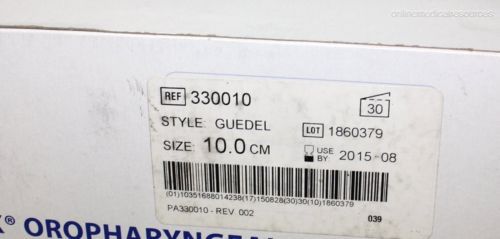 onlinemedicalresources
REF 330010
30
STYLE: GUEDEL LOT 1860379
SIZE: 10.0 CM USE BY: 2015-08
(01)10351688014238(17)150828(30)30(10)1860379
PA330010 - REV 002 039
® OROPHARYNGEAL